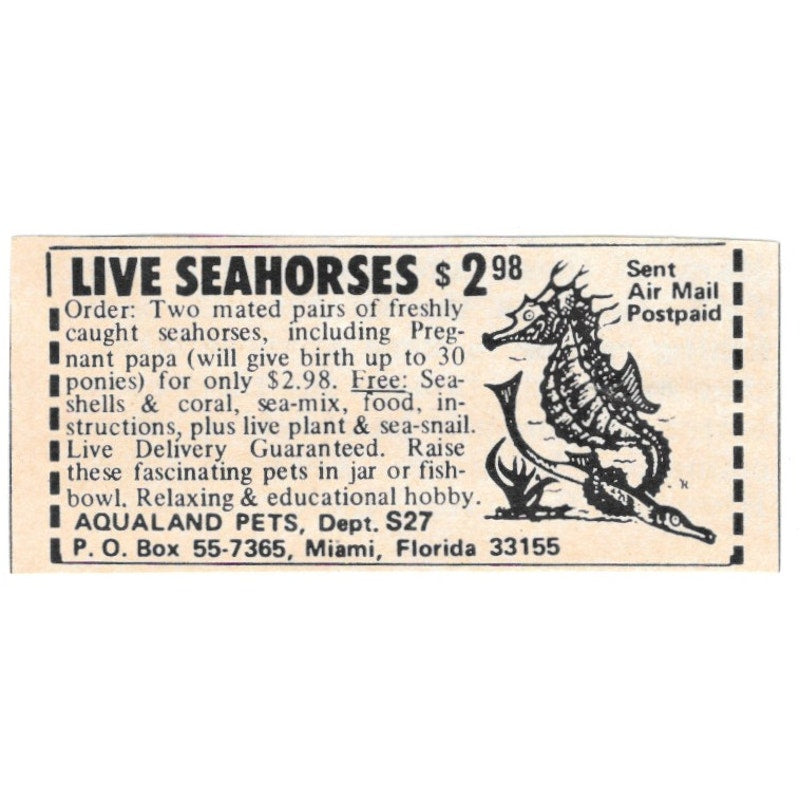 LIVE SEAHORSES $2.98
Sent
Air Mail
Postpaid
Order: Two mated pairs of freshly
caught seahorses, including Preg-
nant papa (will give birth up to 30
ponies) for only $2.98. Free: Sea-
shells & coral, sea-mix, food, in-
structions, plus live plant & sea-snail.
Live Delivery Guaranteed. Raise
these fascinating pets in jar or fish-
bowl. Relaxing & educational hobby.
AQUALAND PETS, Dept. S27
P. O. Box 55-7365, Miami, Florida 33155